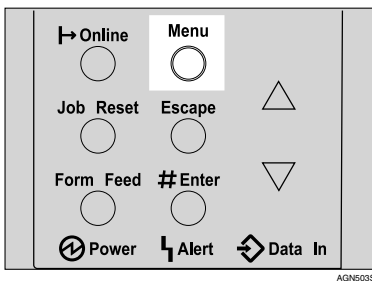 Online Menu
Job Reset Escape
Form Feed #Enter
Power Alert Data In
AGN503S